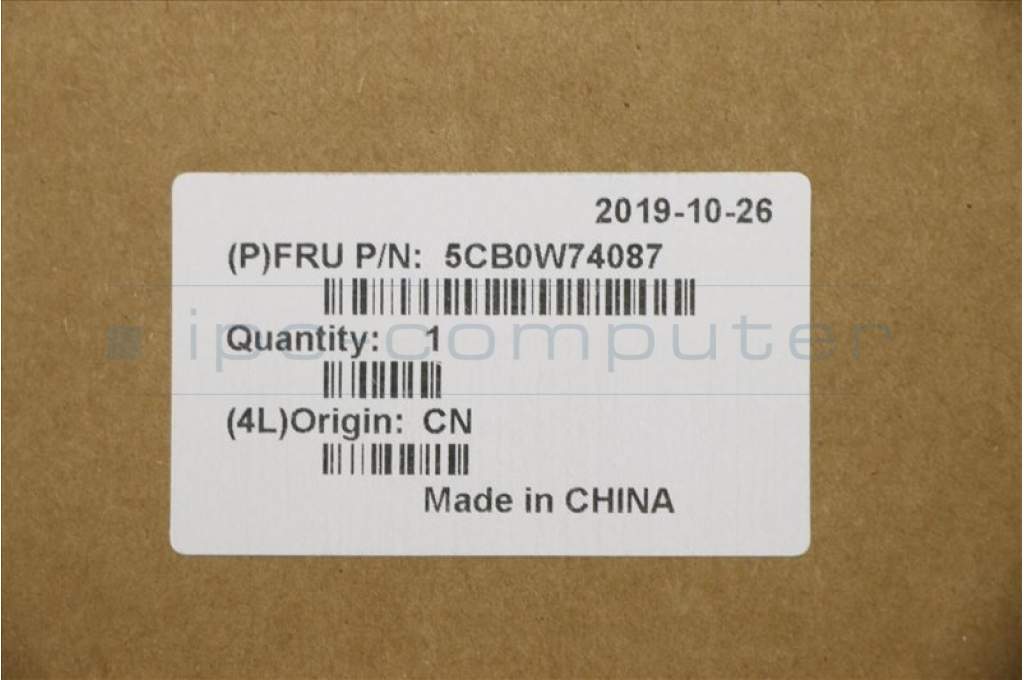 2019-10-26
(P)FRU P/N: 5CB0W74087
Quantity: 1
(4L)Origin: CN
Made in CHINA
ipc-computer